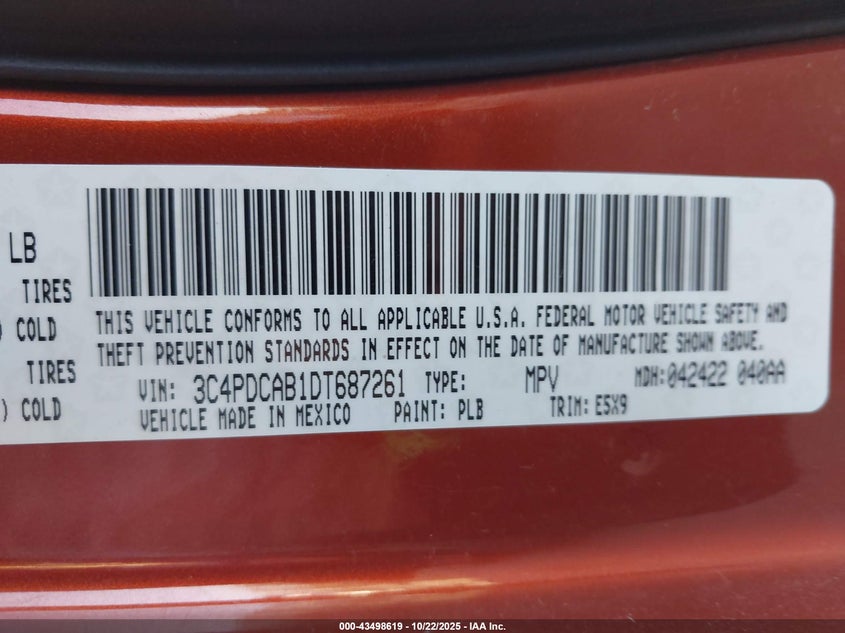 LB
TIRES
) COLD
TIRES
) COLD
THIS VEHICLE CONFORMS TO ALL APPLICABLE U.S.A. FEDERAL MOTOR VEHICLE SAFETY AND
THEFT PREVENTION STANDARDS IN EFFECT ON THE DATE OF MANUFACTURE SHOWN ABOVE.
VIN: 3C4PDCAB1DT687261 TYPE: MPV MDH: 042422 040AA
VEHICLE MADE IN MEXICO PAINT: PLB TRIM: E5X9
000-43498619 - 10/22/2025 - IAA Inc.